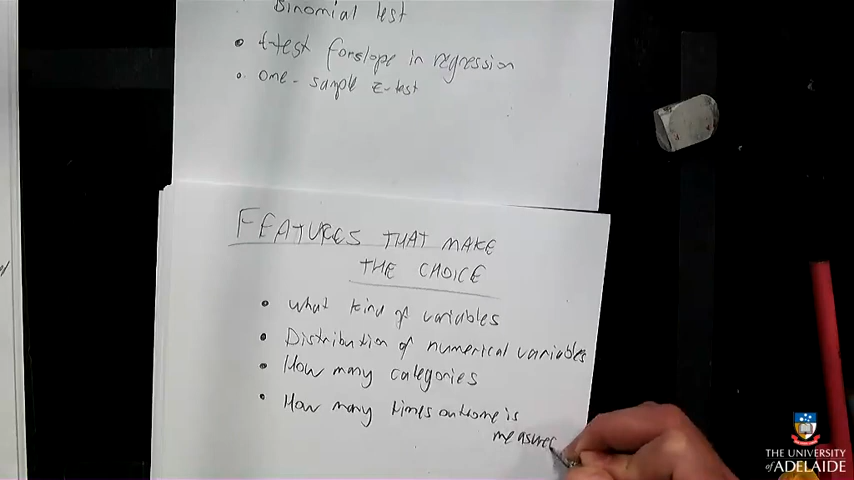 Binomial test
• t-test for slope in regression
• one-sample z-test
FEATURES THAT MAKE
THE CHOICE
• What kind of variables
• Distribution of numerical variables
• How many categories
• How many times outcome is
measured
THE UNIVERSITY
of ADELAIDE